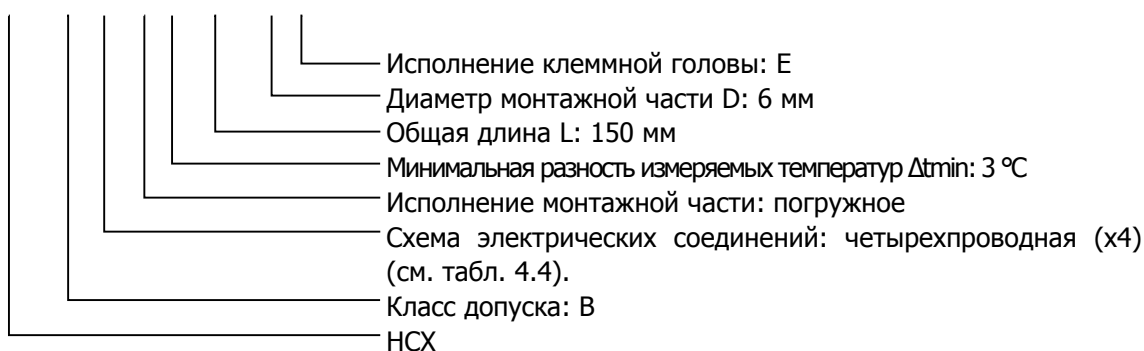 Исполнение клеммной головы: Е
Диаметр монтажной части D: 6 мм
Общая длина L: 150 мм
Минимальная разность измеряемых температур Δtmin: 3 °C
Исполнение монтажной части: погружное
Схема электрических соединений: четырехпроводная (х4)
(см. табл. 4.4).
Класс допуска: В
НСХ